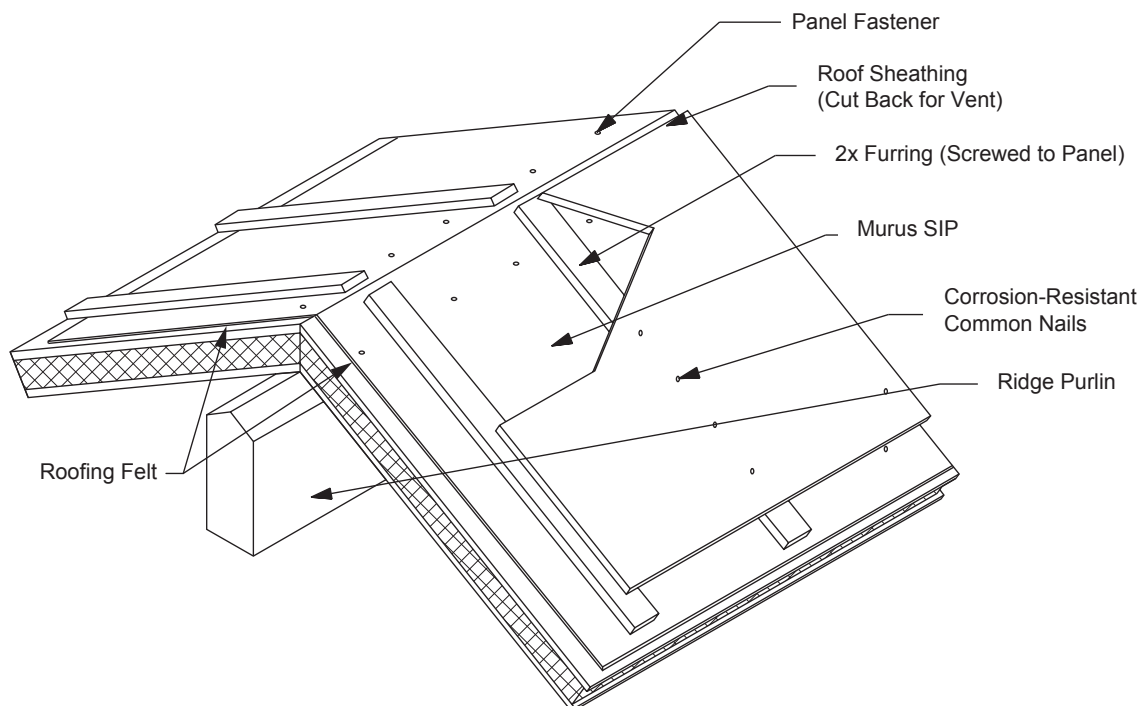 Panel Fastener
Roof Sheathing
(Cut Back for Vent)
2x Furring (Screwed to Panel)
Murus SIP
Corrosion-Resistant
Common Nails
Ridge Purlin
Roofing Felt